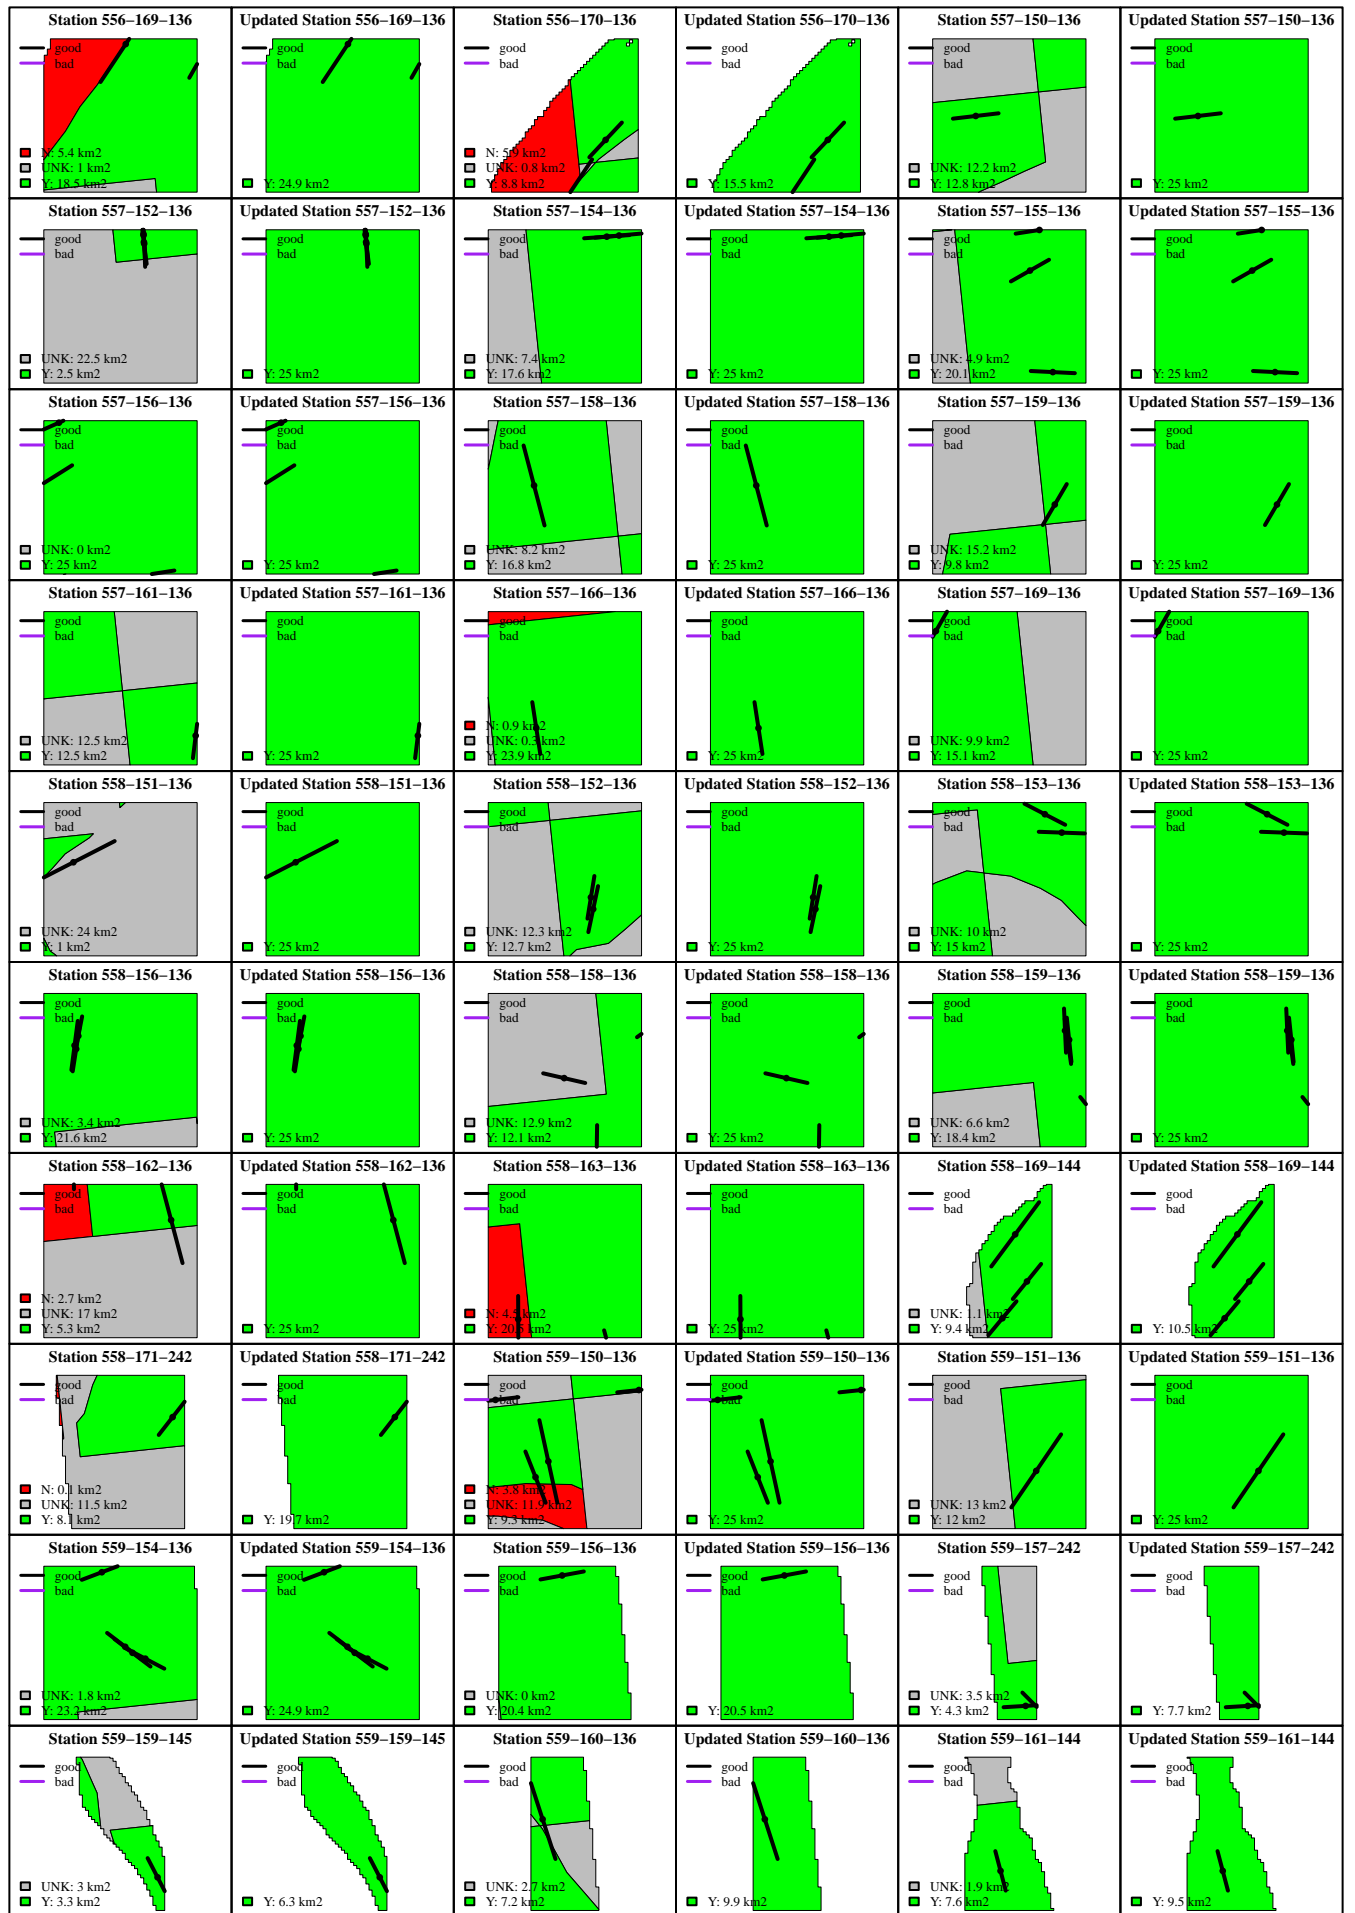 Station 556−169−136
good
bad
N: 5.4 km2
UNK: 1 km2
Y: 18.5 km2
Updated Station 556−169−136
good
bad
Y: 24.9 km2
Station 556−170−136
good
bad
N: 5.9 km2
UNK: 0.8 km2
Y: 8.8 km2
Updated Station 556−170−136
good
bad
Y: 15.5 km2
Station 557−150−136
good
bad
UNK: 12.2 km2
Y: 12.8 km2
Updated Station 557−150−136
good
bad
Y: 25 km2
Station 557−152−136
good
bad
UNK: 22.5 km2
Y: 2.5 km2
Updated Station 557−152−136
good
bad
Y: 25 km2
Station 557−154−136
good
bad
UNK: 7.4 km2
Y: 17.6 km2
Updated Station 557−154−136
good
bad
Y: 25 km2
Station 557−155−136
good
bad
UNK: 4.9 km2
Y: 20.1 km2
Updated Station 557−155−136
good
bad
Y: 25 km2
Station 557−156−136
good
bad
UNK: 0 km2
Y: 25 km2
Updated Station 557−156−136
good
bad
Y: 25 km2
Station 557−158−136
good
bad
UNK: 8.2 km2
Y: 16.8 km2
Updated Station 557−158−136
good
bad
Y: 25 km2
Station 557−159−136
good
bad
UNK: 15.2 km2
Y: 9.8 km2
Updated Station 557−159−136
good
bad
Y: 25 km2
Station 557−161−136
good
bad
UNK: 12.5 km2
Y: 12.5 km2
Updated Station 557−161−136
good
bad
Y: 25 km2
Station 557−166−136
good
bad
N: 0.9 km2
UNK: 0.3 km2
Y: 23.9 km2
Updated Station 557−166−136
good
bad
Y: 25 km2
Station 557−169−136
good
bad
UNK: 9.9 km2
Y: 15.1 km2
Updated Station 557−169−136
good
bad
Y: 25 km2
Station 558−151−136
good
bad
UNK: 24 km2
Y: 1 km2
Updated Station 558−151−136
good
bad
Y: 25 km2
Station 558−152−136
good
bad
UNK: 12.3 km2
Y: 12.7 km2
Updated Station 558−152−136
good
bad
Y: 25 km2
Station 558−153−136
good
bad
UNK: 10 km2
Y: 15 km2
Updated Station 558−153−136
good
bad
Y: 25 km2
Station 558−156−136
good
bad
UNK: 3.4 km2
Y: 21.6 km2
Updated Station 558−156−136
good
bad
Y: 25 km2
Station 558−158−136
good
bad
UNK: 12.9 km2
Y: 12.1 km2
Updated Station 558−158−136
good
bad
Y: 25 km2
Station 558−159−136
good
bad
UNK: 6.6 km2
Y: 18.4 km2
Updated Station 558−159−136
good
bad
Y: 25 km2
Station 558−162−136
good
bad
N: 2.7 km2
UNK: 17 km2
Y: 5.3 km2
Updated Station 558−162−136
good
bad
Y: 25 km2
Station 558−163−136
good
bad
N: 4.5 km2
Y: 20.5 km2
Updated Station 558−163−136
good
bad
Y: 25 km2
Station 558−169−144
good
bad
UNK: 1.1 km2
Y: 9.4 km2
Updated Station 558−169−144
good
bad
Y: 10.5 km2
Station 558−171−242
good
bad
N: 0.1 km2
UNK: 11.5 km2
Y: 8.1 km2
Updated Station 558−171−242
good
bad
Y: 19.7 km2
Station 559−150−136
good
bad
N: 3.8 km2
UNK: 11.9 km2
Y: 9.3 km2
Updated Station 559−150−136
good
bad
Y: 25 km2
Station 559−151−136
good
bad
UNK: 13 km2
Y: 12 km2
Updated Station 559−151−136
good
bad
Y: 25 km2
Station 559−154−136
good
bad
UNK: 1.8 km2
Y: 23.2 km2
Updated Station 559−154−136
good
bad
Y: 24.9 km2
Station 559−156−136
good
bad
UNK: 0 km2
Y: 20.4 km2
Updated Station 559−156−136
good
bad
Y: 20.5 km2
Station 559−157−242
good
bad
UNK: 3.5 km2
Y: 4.3 km2
Updated Station 559−157−242
good
bad
Y: 7.7 km2
Station 559−159−145
good
bad
UNK: 3 km2
Y: 3.3 km2
Updated Station 559−159−145
good
bad
Y: 6.3 km2
Station 559−160−136
good
bad
UNK: 2.7 km2
Y: 7.2 km2
Updated Station 559−160−136
good
bad
Y: 9.9 km2
Station 559−161−144
good
bad
UNK: 1.9 km2
Y: 7.6 km2
Updated Station 559−161−144
good
bad
Y: 9.5 km2